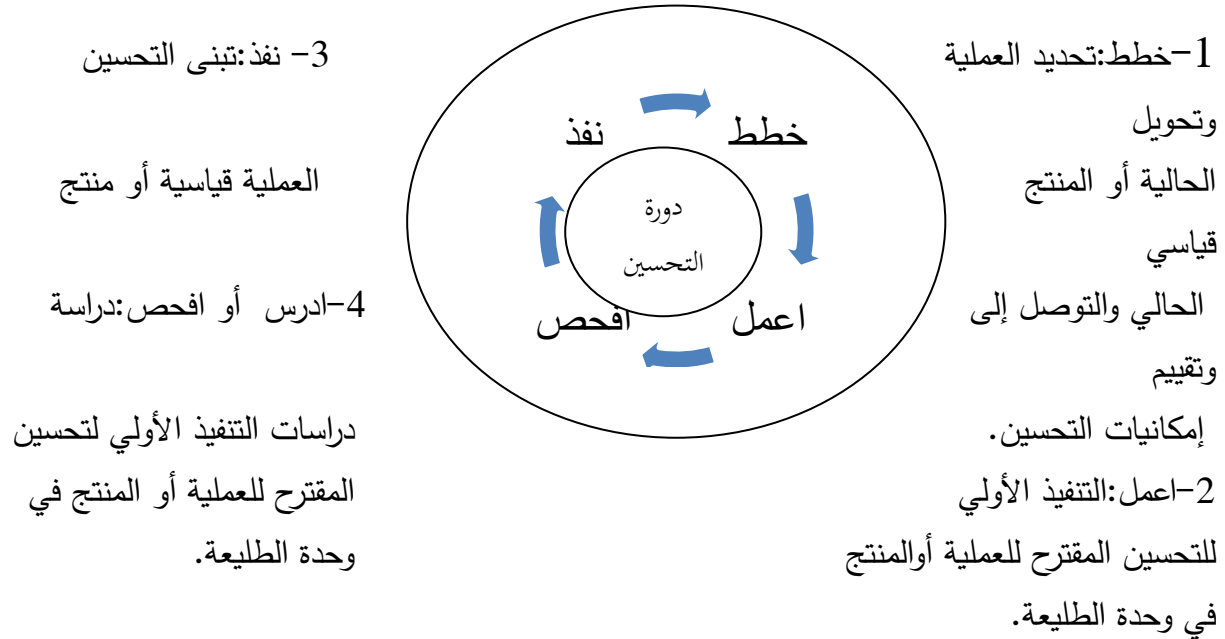 1-خطط:تحديد العملية
وتحويل
الحالية أو المنتج
قياسي
الحالي والتوصل إلى
وتقييم
إمكانيات التحسين.
2-اعمل:التنفيذ الأولي
للتحسين المقترح للعملية أوالمنتج
في وحدة الطليعة.
نفذ
خطط
دورة
التحسين
افحص
اعمل
3- نفذ:تبنى التحسين
العملية قياسية أو منتج
4-ادرس أو افحص:دراسة
دراسات التنفيذ الأولي لتحسين
المقترح للعملية أو المنتج في
وحدة الطليعة.